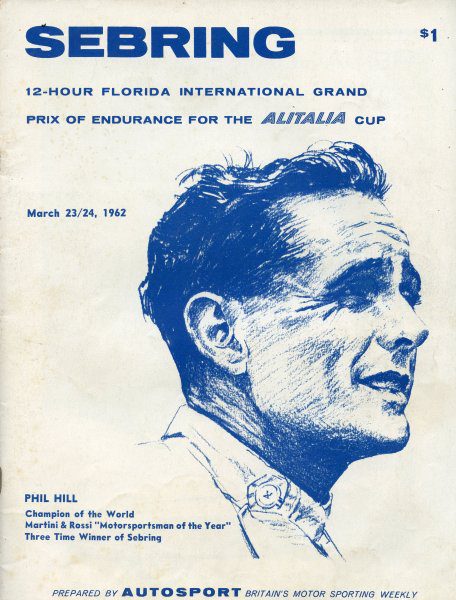 SEBRING
$1
12-HOUR FLORIDA INTERNATIONAL GRAND
PRIX OF ENDURANCE FOR THE ALITALIA CUP
March 23/24, 1962
PHIL HILL
Champion of the World
Martini & Rossi "Motorsportsman of the Year"
Three Time Winner of Sebring
PREPARED BY AUTOSPORT BRITAIN'S MOTOR SPORTING WEEKLY